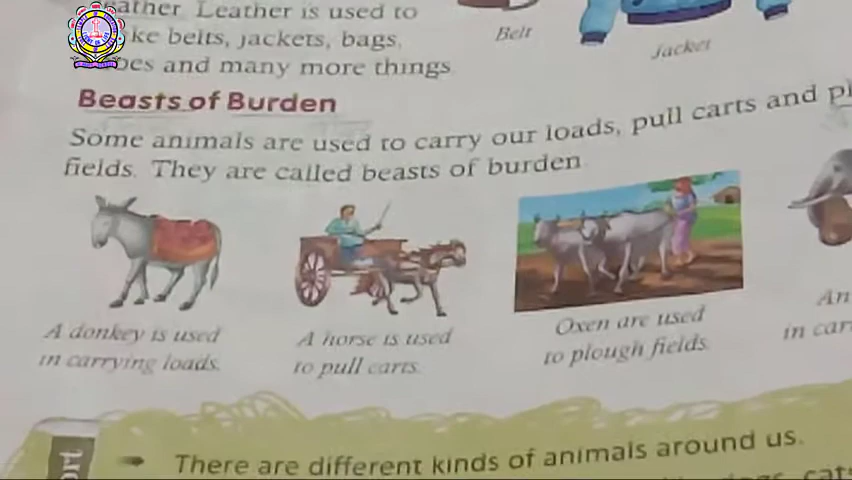 Leather is used to
belts, jackets, bags,
and many more things
Belt
Jacket
Beasts of Burden
Some animals are used to carry our loads, pull carts and
fields. They are called beasts of burden
A donkey is used
in carrying loads.
A horse is used
to pull carts.
Oxen are used
to plough fields.
An
in
There are different kinds of animals around us.